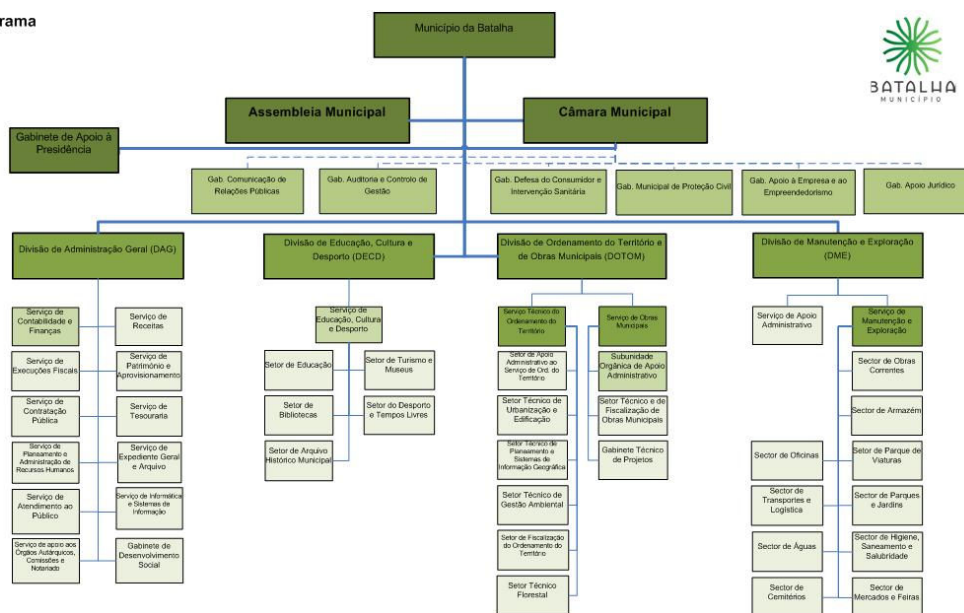 rama
Município da Batalha
BATALHA
MUNICÍPIO
Assembleia Municipal
Câmara Municipal
Gabinete de Apoio à
Presidência
Gab. Comunicação de
Relações Públicas
Gab. Auditoria e Controlo de
Gestão
Gab. Defesa do Consumidor e
Intervenção Sanitária
Gab. Municipal de Proteção Civil
Gab. Apoio à Empresa e ao
Empreendedorismo
Gab. Apoio Jurídico
Divisão de Administração Geral (DAG)
Divisão de Educação, Cultura e
Desporto (DECD)
Divisão de Ordenamento do Território e
de Obras Municipais (DOTOM)
Divisão de Manutenção e Exploração
(DME)
Serviço de
Contabilidade e
Finanças
Serviço de
Receitas
Serviço de
Execuções Fiscais
Serviço de
Património e
Aprovisionamento
Serviço de
Contratação
Pública
Serviço de
Tesouraria
Serviço de
Planeamento e
Administração de
Recursos Humanos
Serviço de
Expediente Geral
e Arquivo
Serviço de
Atendimento ao
Público
Serviço de Informática
e Sistemas de
Informação
Serviço de apoio aos
Órgãos Autárquicos,
Comissões e
Notariado
Gabinete de
Desenvolvimento
Social
Serviço de
Educação, Cultura
e Desporto
Setor de Educação
Setor de Turismo e
Museus
Setor de
Bibliotecas
Setor do Desporto
e Tempos Livres
Setor de Arquivo
Histórico Municipal
Serviço Técnico do
Ordenamento do
Território
Serviço de Obras
Municipais
Setor de Apoio
Administrativo ao
Serviço de Ord. do
Território
Subunidade
Orgânica de Apoio
Administrativo
Setor Técnico de
Urbanização e
Edificação
Setor Técnico e de
Fiscalização de
Obras Municipais
Setor Técnico de
Planeamento e
Sistemas de
Informação Geográfica
Gabinete Técnico
de Projetos
Setor Técnico de
Gestão Ambiental
Setor de Fiscalização
do Ordenamento do
Território
Setor Técnico
Florestal
Serviço de Apoio
Administrativo
Serviço de
Manutenção e
Exploração
Sector de Obras
Correntes
Sector de Armazém
Sector de Oficinas
Setor de Parque de
Viaturas
Sector de
Transportes e
Logística
Sector de Parques e
Jardins
Sector de Águas
Sector de Higiene,
Saneamento e
Salubridade
Sector de
Cemitérios
Sector de
Mercados e Feiras